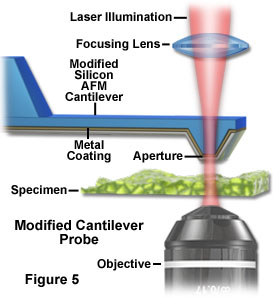 Laser Illumination
Focusing Lens
Modified
Silicon
AFM
Cantilever
Metal
Coating
Aperture
Specimen
Modified Cantilever
Probe
Objective
Figure 5